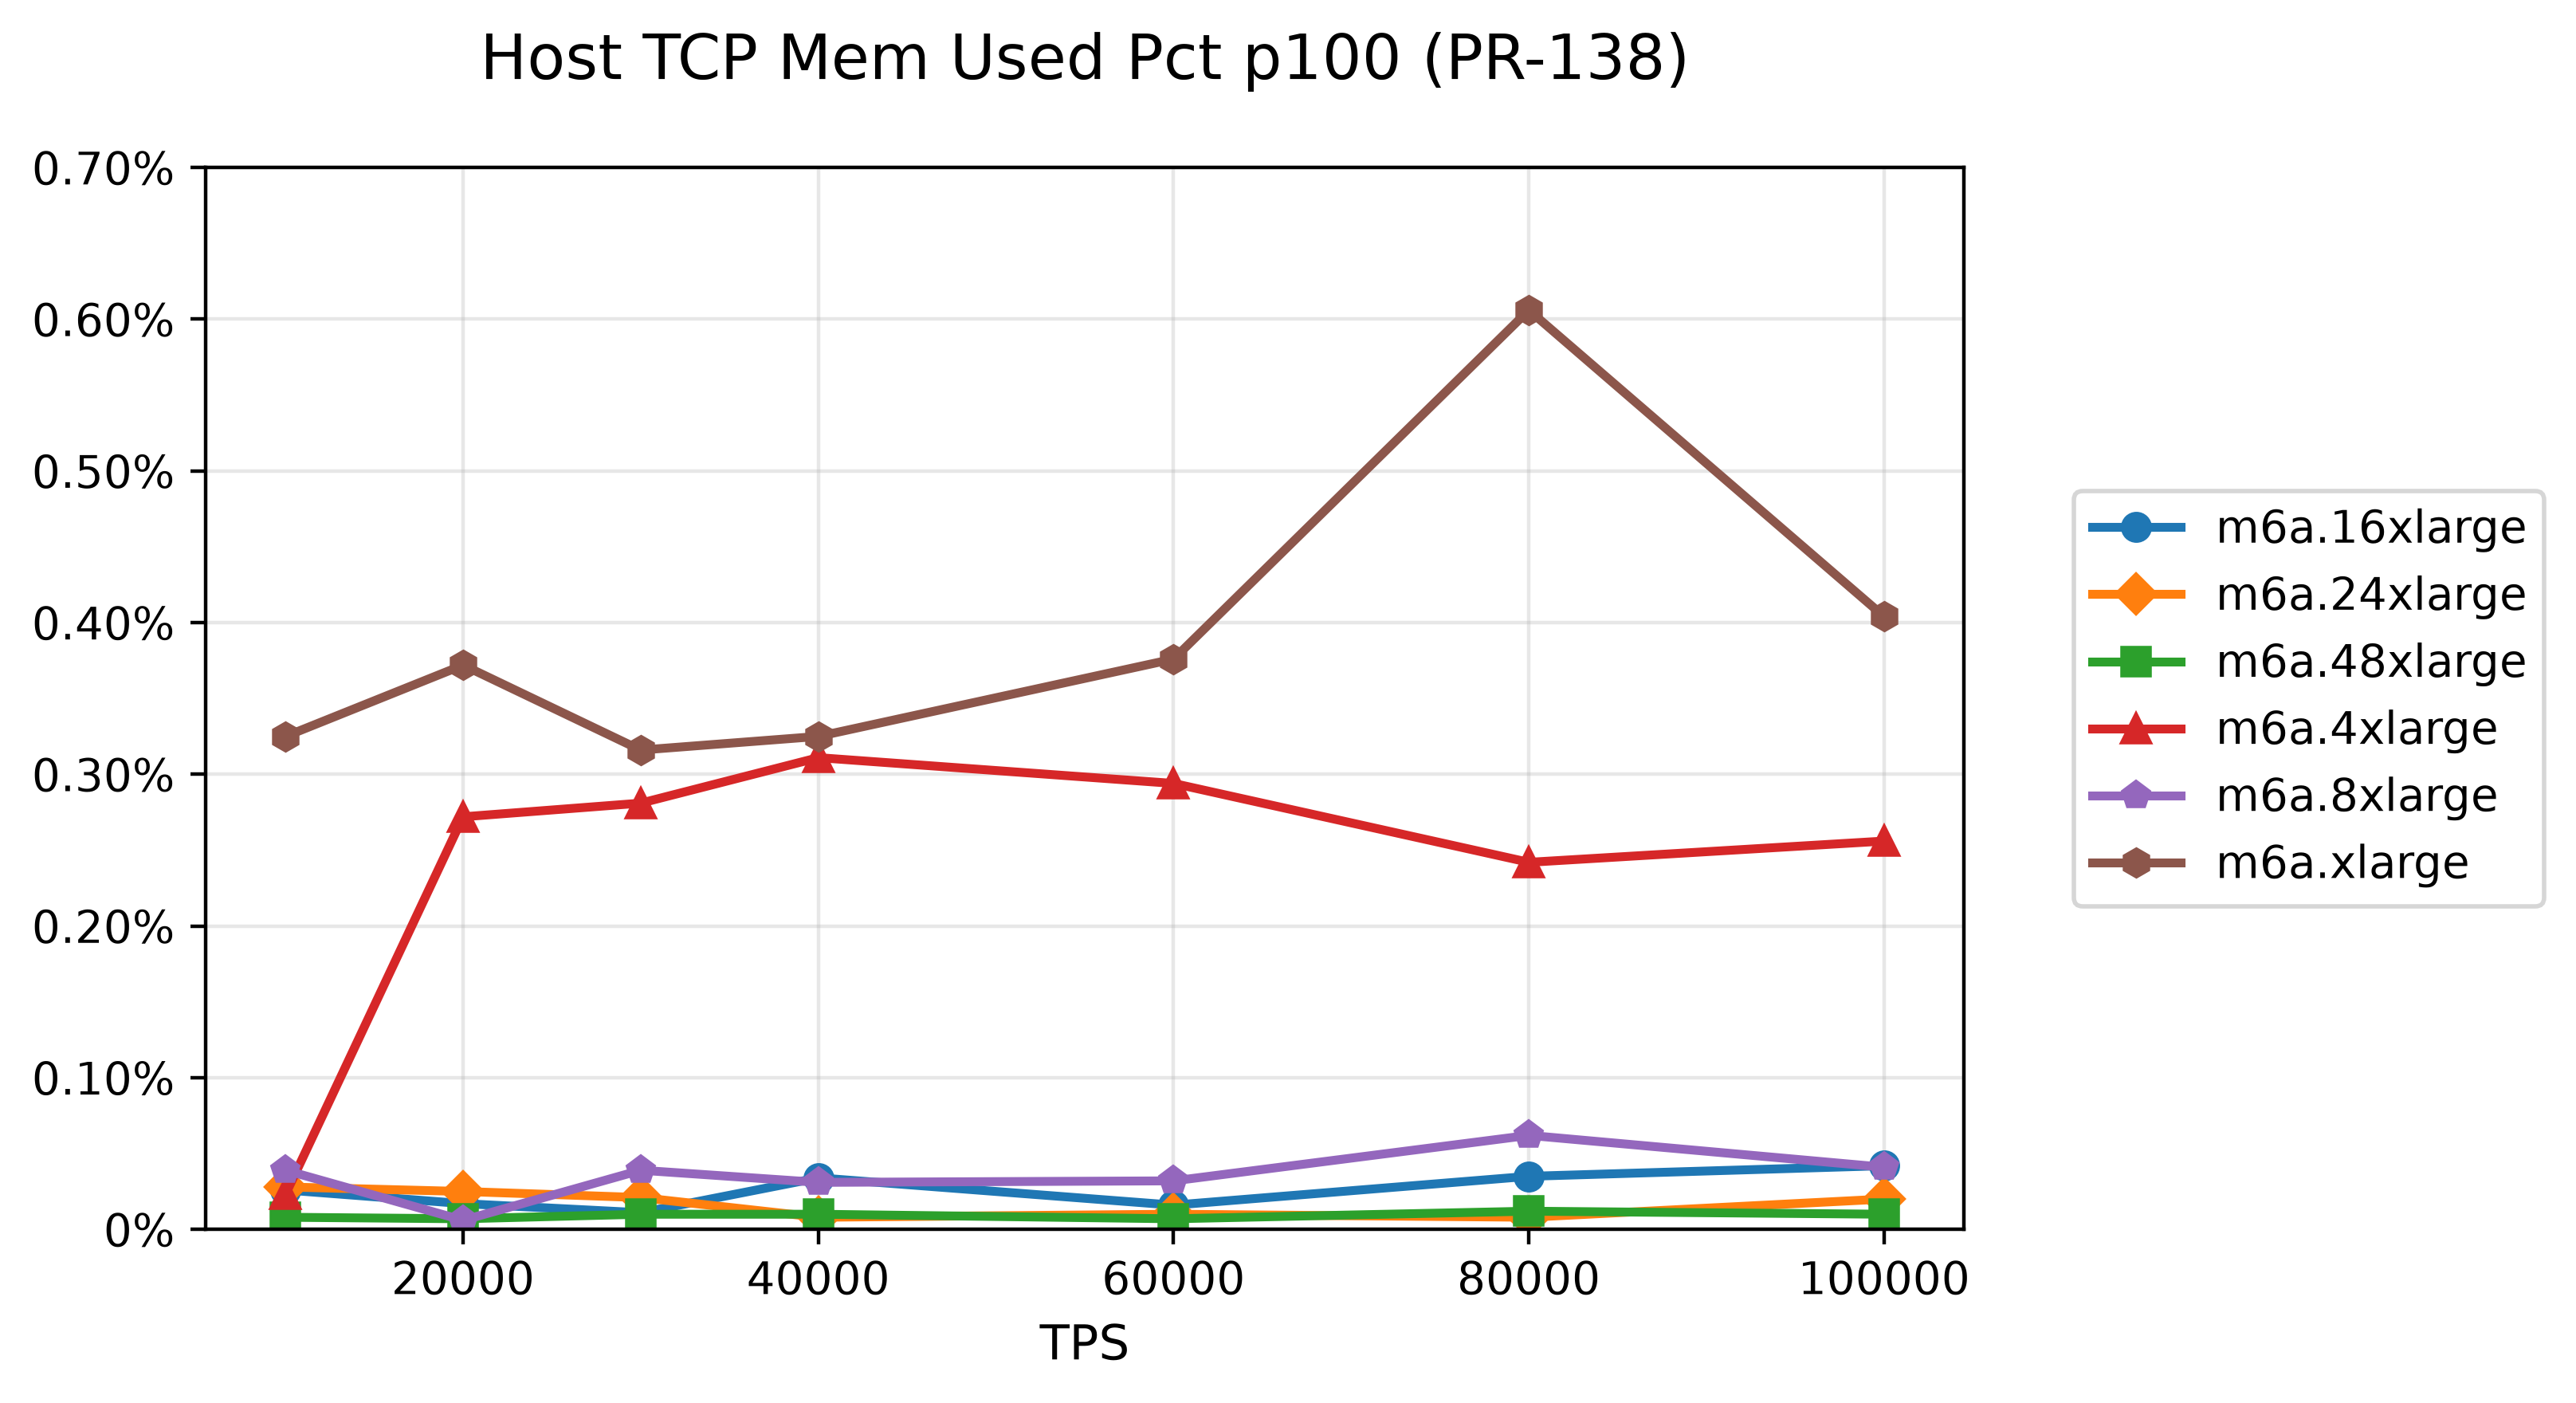 Host TCP Mem Used Pct p100 (PR-138)
0.70%
0.60%
0.50%
0.40%
0.30%
0.20%
0.10%
0%
20000 40000 60000 80000 100000
TPS
m6a.16xlarge
m6a.24xlarge
m6a.48xlarge
m6a.4xlarge
m6a.8xlarge
m6a.xlarge